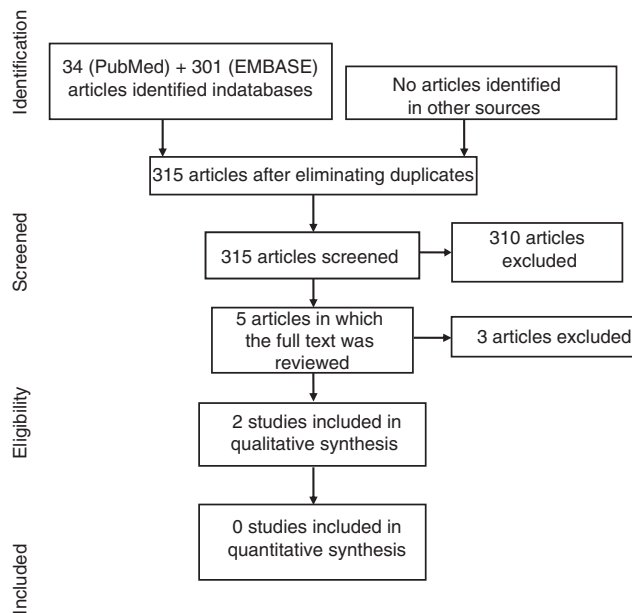 Identification
34 (PubMed) + 301 (EMBASE)
articles identified indatabases
No articles identified
in other sources
315 articles after eliminating duplicates
Screened
315 articles screened
310 articles
excluded
5 articles in which
the full text was
reviewed
3 articles excluded
Eligibility
2 studies included in
qualitative synthesis
Included
0 studies included in
quantitative synthesis